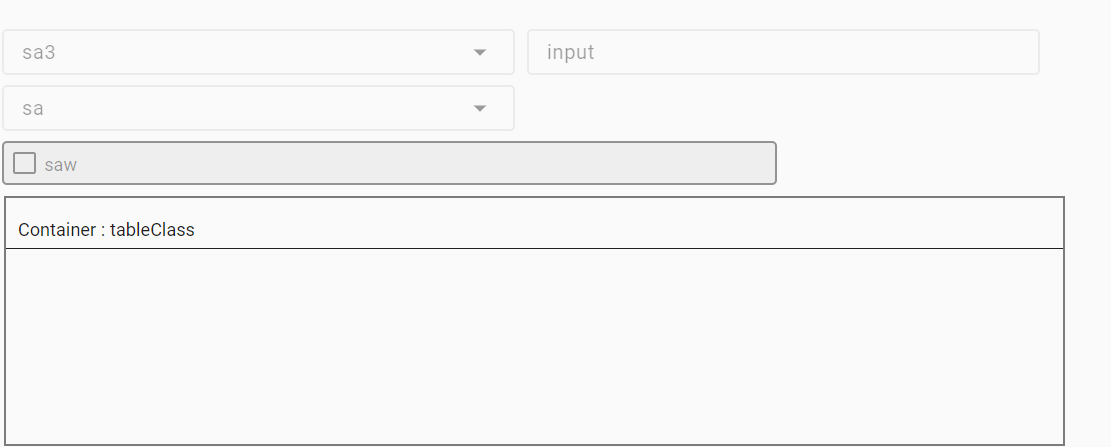 sa3
input
sa
saw
Container : tableClass